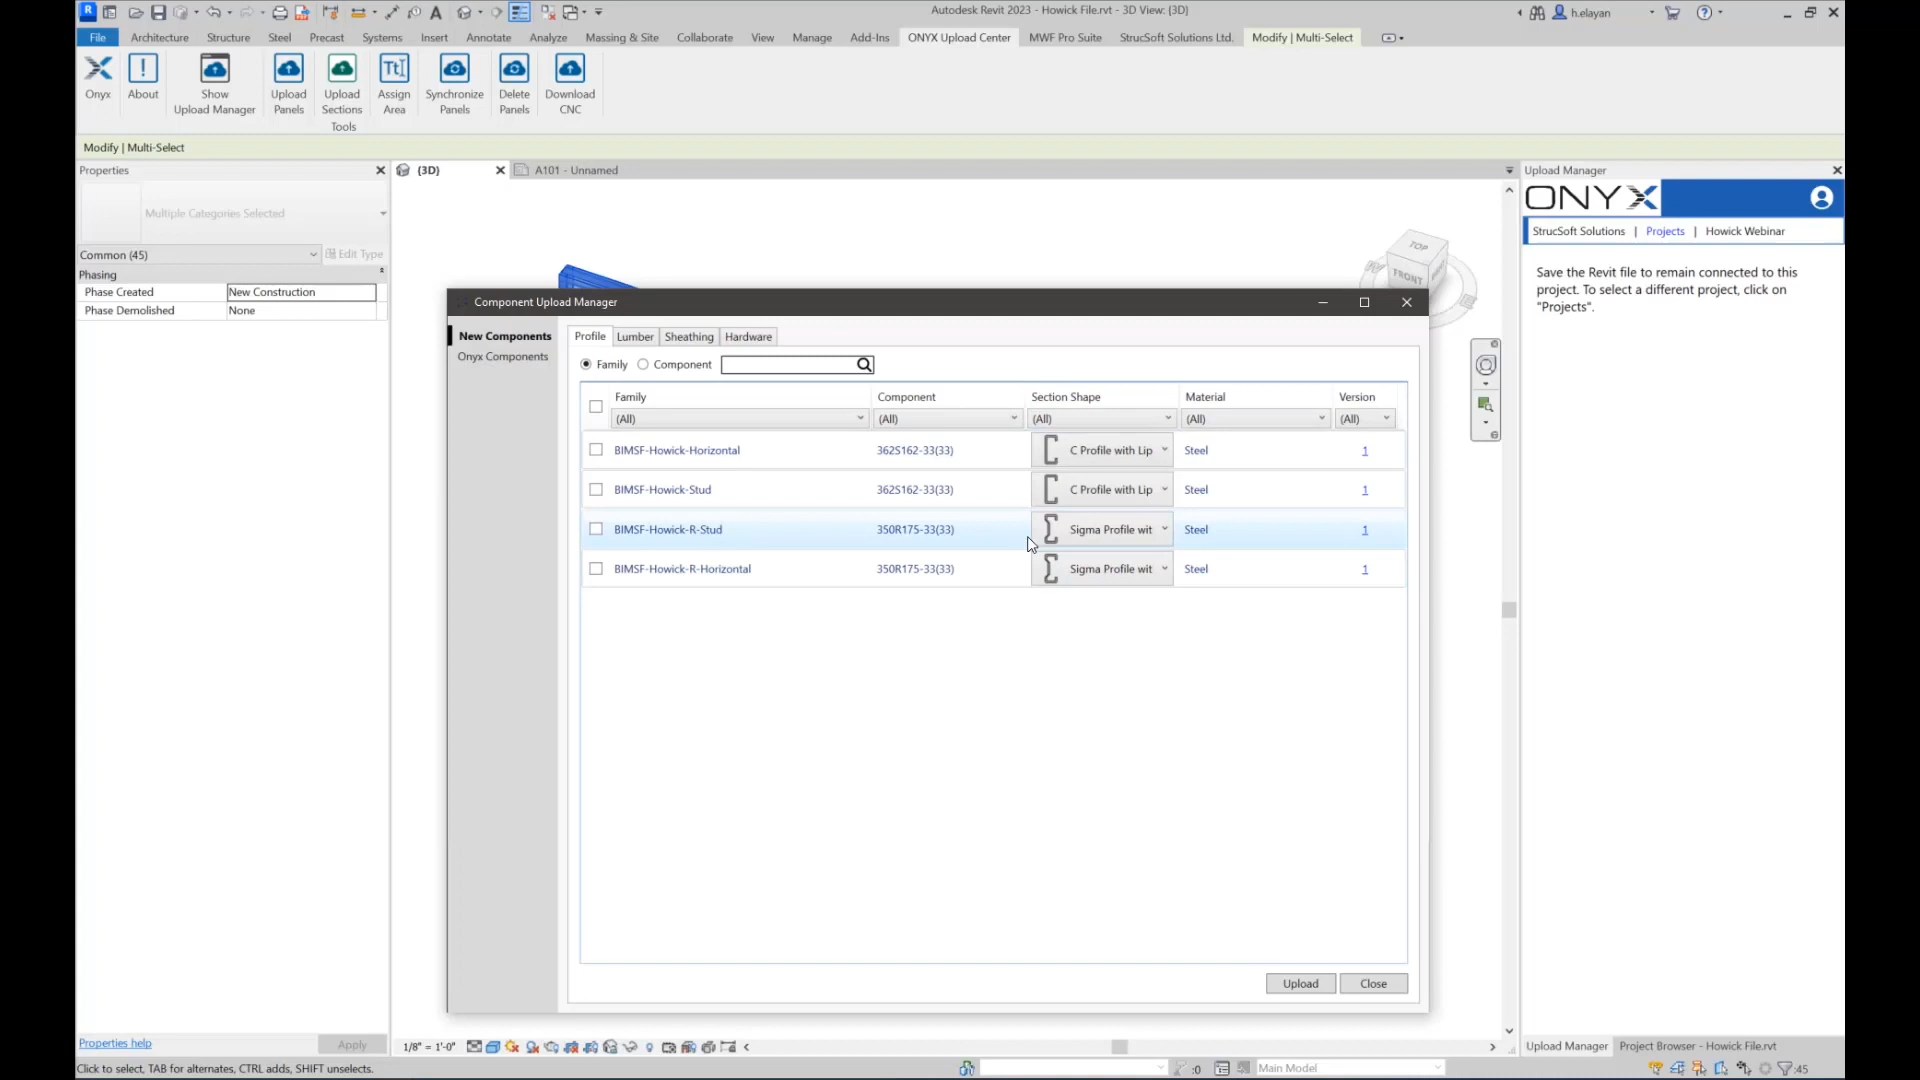 Autodesk Revit 2023 - Howick File.rvt - 3D View: {3D}
h.elayan
File Architecture Structure Steel Precast Systems Insert Annotate Analyze Massing & Site Collaborate View Manage Add-Ins ONYX Upload Center MWF Pro Suite StrucSoft Solutions Ltd. Modify | Multi-Select
Onyx
About
Show
Upload Manager
Upload
Panels
Upload
Sections
Assign
Area
Synchronize
Panels
Delete
Panels
Download
CNC
Tools
Modify | Multi-Select
Properties
{3D}
A101 - Unnamed
Upload Manager
Multiple Categories Selected
Common (45)
Edit Type
Phasing
Phase Created New Construction
Phase Demolished None
ONYX
StrucSoft Solutions | Projects | Howick Webinar
Save the Revit file to remain connected to this
project. To select a different project, click on
"Projects".
TOP
FRONT
Component Upload Manager
New Components
Onyx Components
Profile Lumber Sheathing Hardware
Family Component
Family Component Section Shape Material Version
(All) (All) (All) (All) (All)
BIMSF-Howick-Horizontal 362S162-33(33) C Profile with Lip Steel 1
BIMSF-Howick-Stud 362S162-33(33) C Profile with Lip Steel 1
BIMSF-Howick-R-Stud 350R175-33(33) Sigma Profile wit Steel 1
BIMSF-Howick-R-Horizontal 350R175-33(33) Sigma Profile wit Steel 1
Upload Close
Properties help
Apply
1/8" = 1'-0"
Upload Manager Project Browser - Howick File.rvt
Click to select, TAB for alternates, CTRL adds, SHIFT unselects.
:0
Main Model
:45